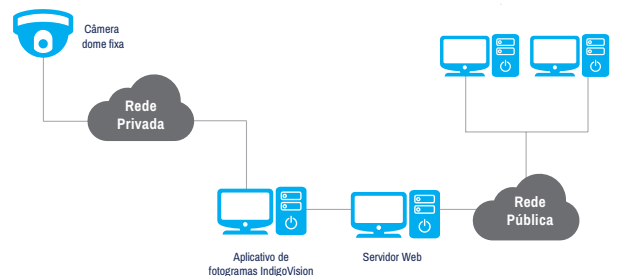 Câmera
dome fixa
Rede
Privada
Rede
Pública
Aplicativo de
fotogramas IndigoVision
Servidor Web